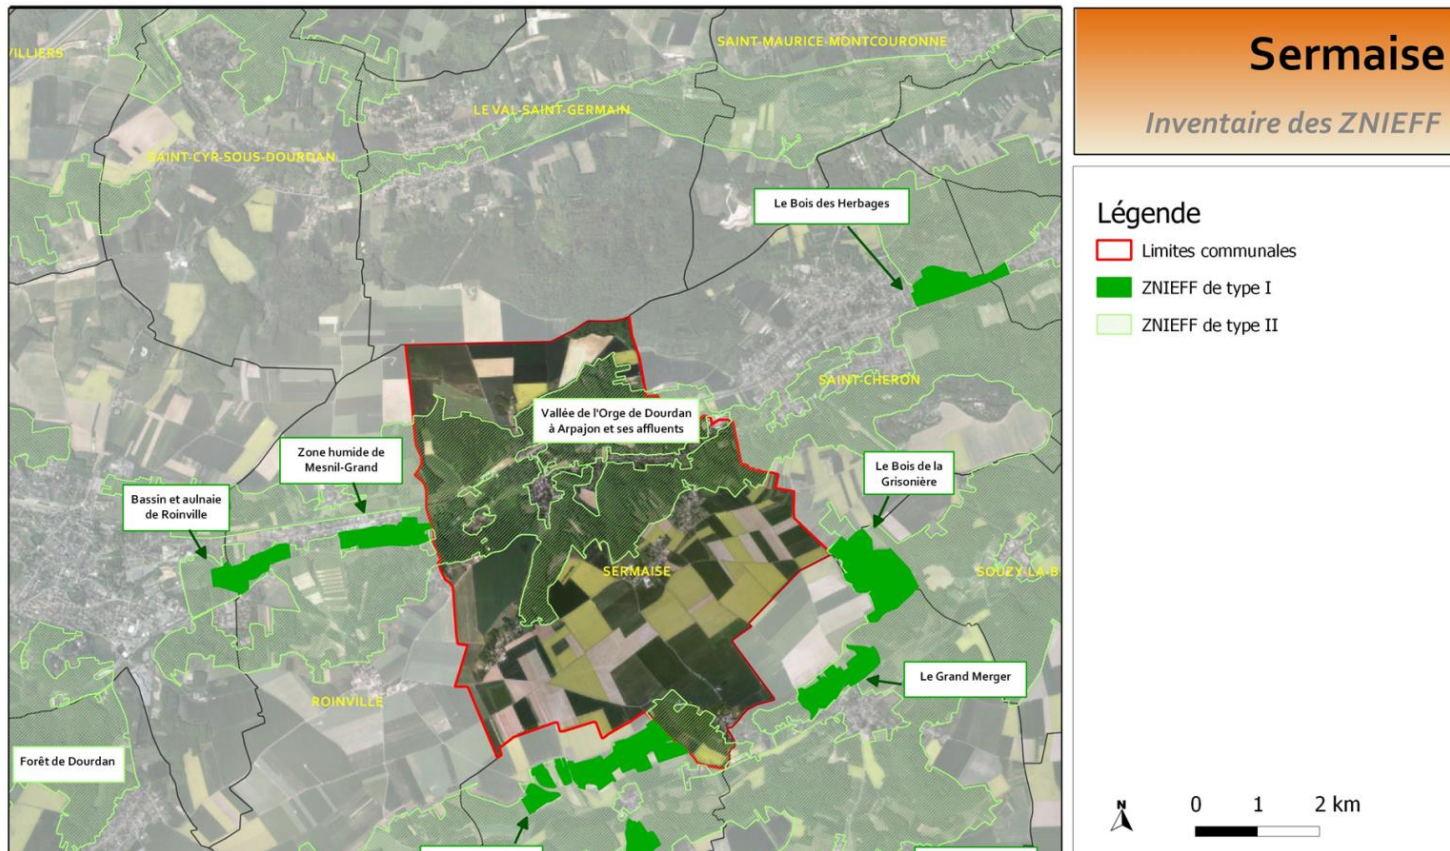 Sermaise
Inventaire des ZNIEFF
VILLIERS
SAINT-MAURICE-MONTCOURONNE
LE VAL-SAINT-GERMAIN
SAINT-CYR-SOUS-DOURDAN
Le Bois des Herbages
SAINT-CHERON
Vallée de l'Orge de Dourdan
à Arpajon et ses affluents
Zone humide de
Mesnil-Grand
Le Bois de la
Grisonière
Bassin et aulnaie
de Roinville
SERMAISE
SOUZY-LA-B
Le Grand Merger
ROINVILLE
Forêt de Dourdan
Légende
Limites communales
ZNIEFF de type I
ZNIEFF de type II
N
0 1 2 km